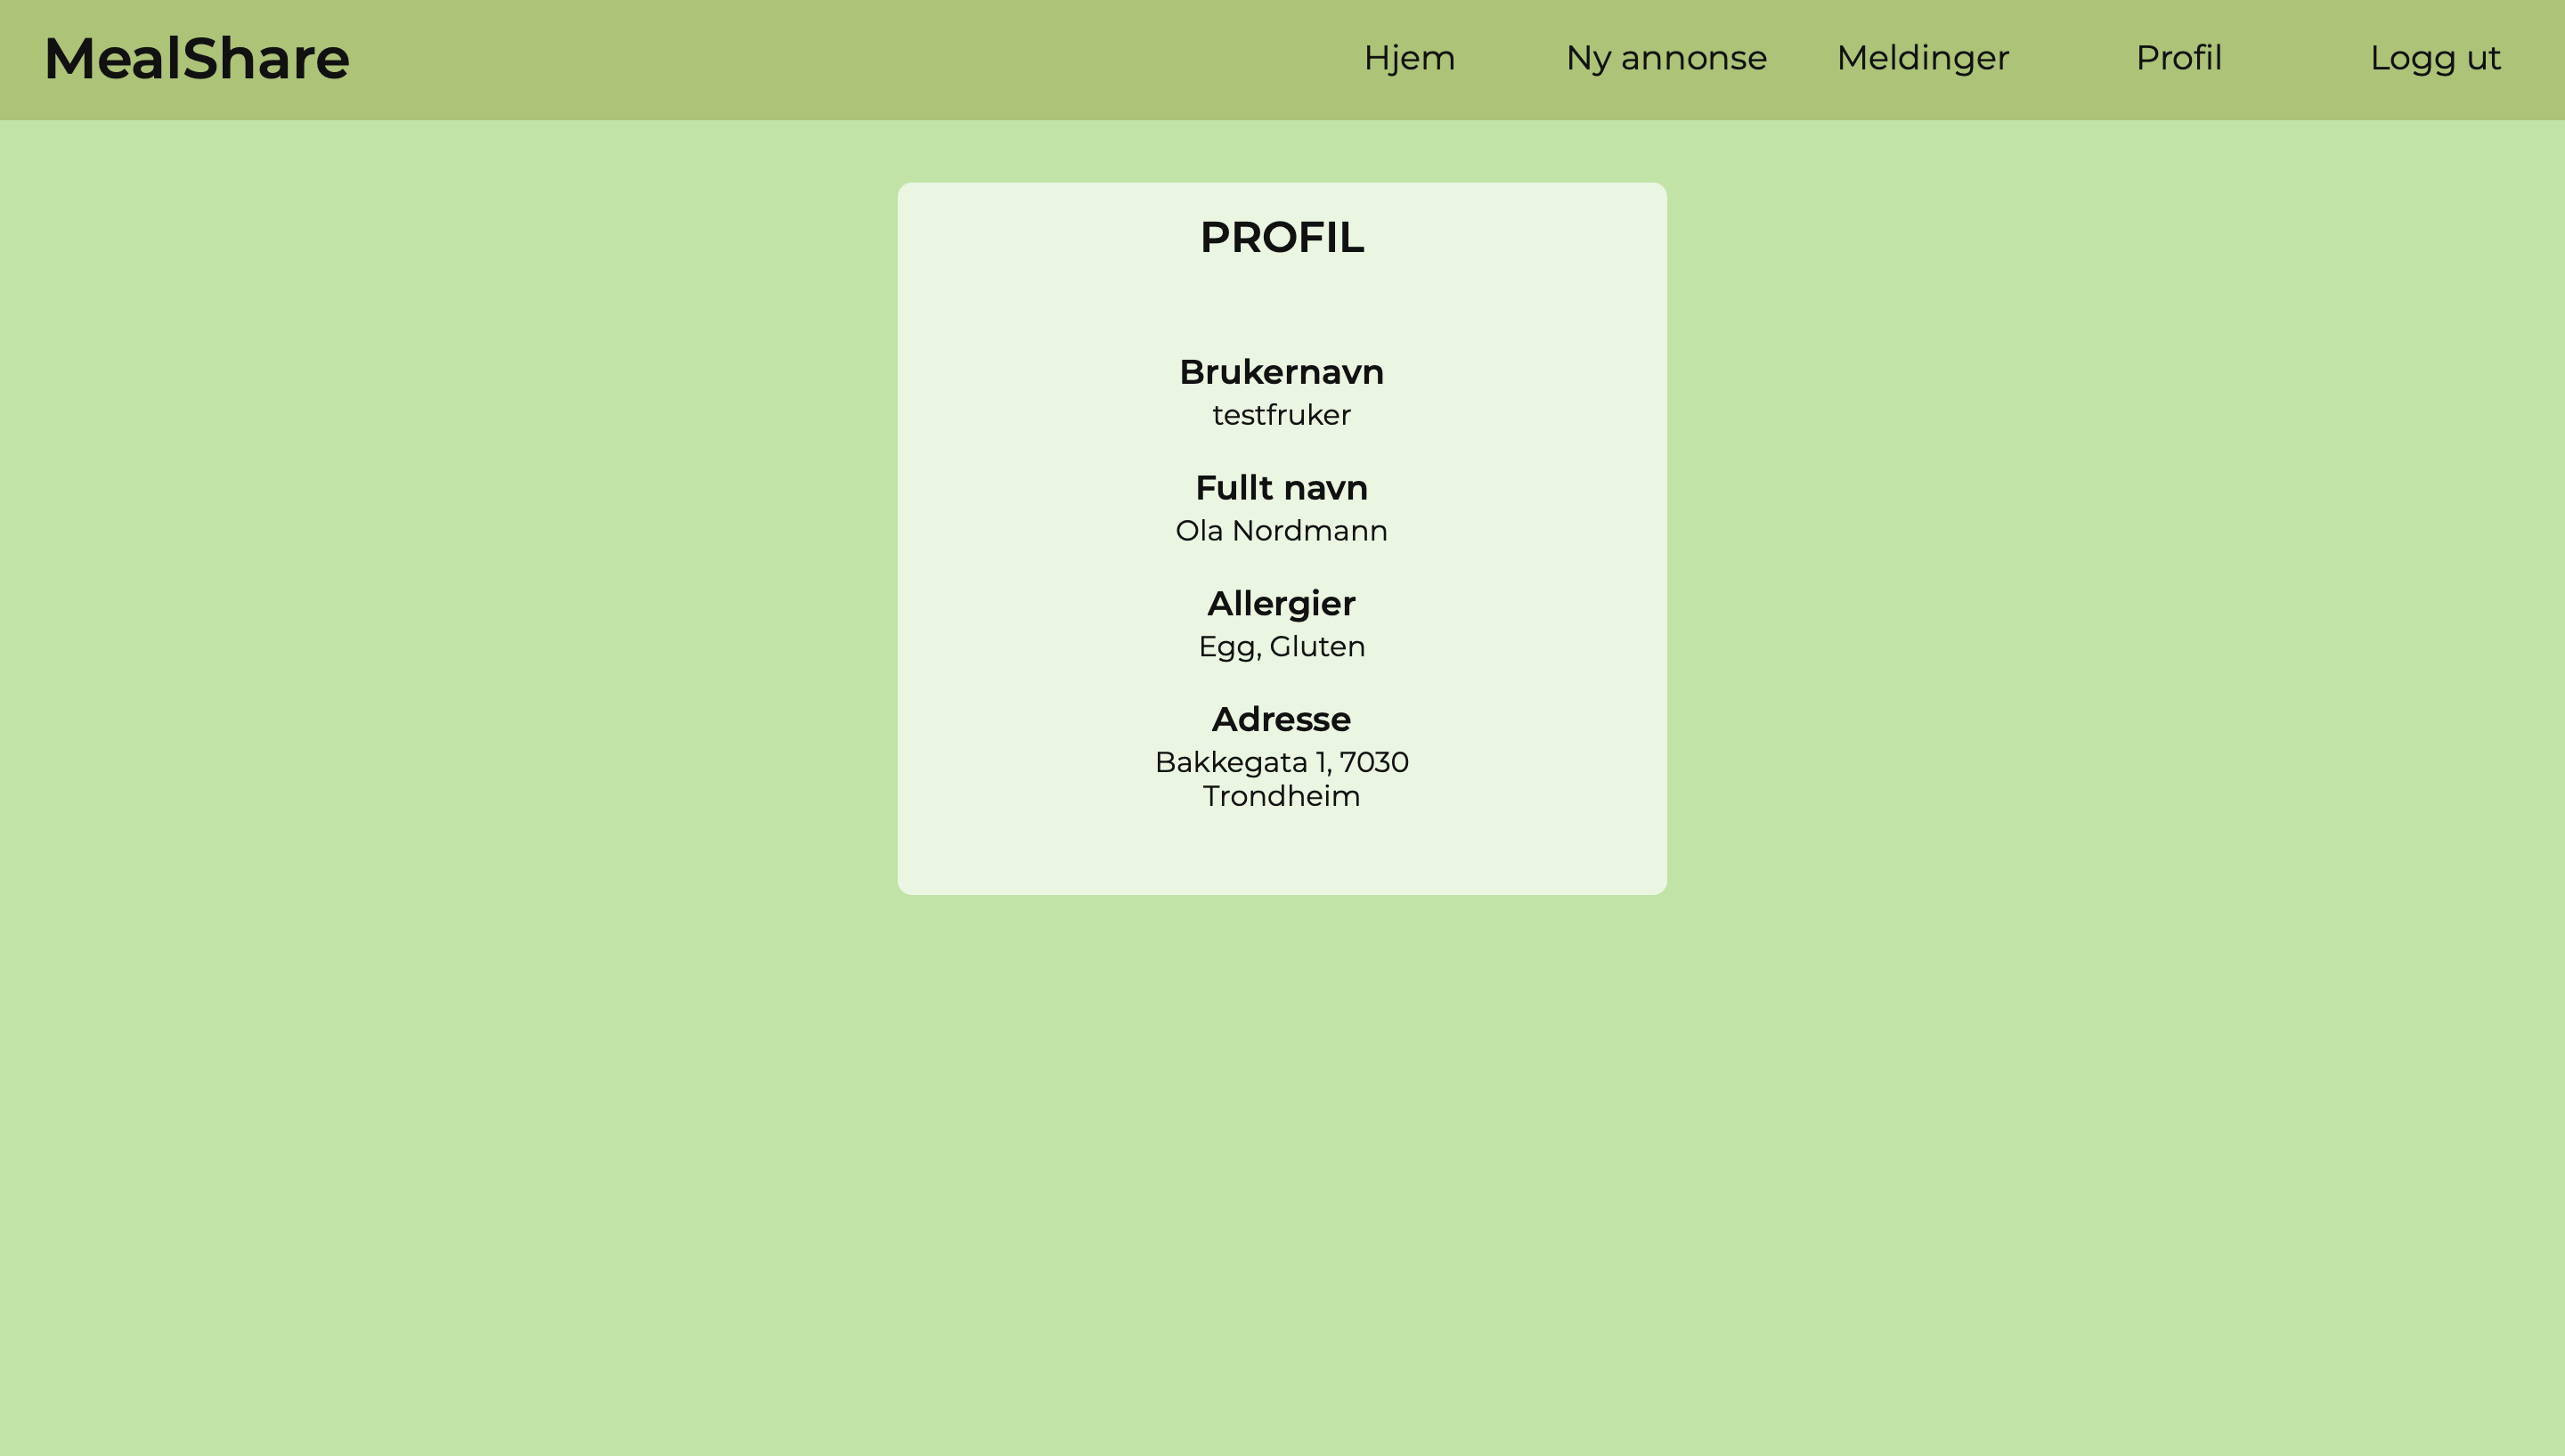 MealShare
Hjem
Ny annonse
Meldinger
Profil
Logg ut
PROFIL
Brukernavn
testfruker
Fullt navn
Ola Nordmann
Allergier
Egg, Gluten
Adresse
Bakkegata 1, 7030
Trondheim